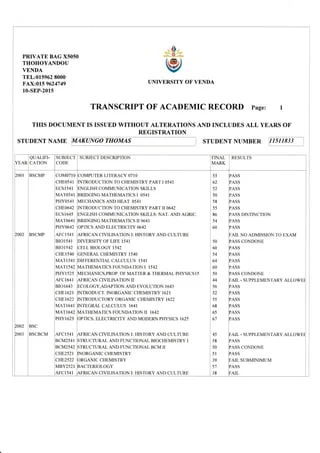 PRIVATE BAG X5050
THOHOYANDOU
VENDA
TEL:015962 8000
FAX:015 9624749
10-SEP-2015
UNIVERSITY OF VENDA
TRANSCRIPT OF ACADEMIC RECORD Page: 1
THIS DOCUMENT IS ISSUED WITHOUT ALTERATIONS AND INCLUDES ALL YEARS OF
REGISTRATION
STUDENT NAME MAKUNGO THOMAS STUDENT NUMBER 11511833
YEAR QUALIFI-CATION SUBJECT CODE SUBJECT DESCRIPTION FINAL MARK RESULTS
2001 BSCMP COM0710 COMPUTER LITERACY 0710 55 PASS
CHE0541 INTRODUCTION TO CHEMISTRY PART I 0541 62 PASS
ECS1541 ENGLISH COMMUNICATION SKILLS 52 PASS
MAT0541 BRIDGING MATHEMATICS I 0541 50 PASS
PHY0541 MECHANICS AND HEAT 0541 58 PASS
CHE0642 INTRODUCTION TO CHEMISTRY PART II 0642 55 PASS
ECS1645 ENGLISH COMMUNICATION SKILLS: NAT. AND AGRIC. 86 PASS DISTINCTION
MAT0641 BRIDGING MATHEMATICS II 0641 54 PASS
PHY0642 OPTICS AND ELECTRICITY 0642 60 PASS
2002 BSCMP AFC1541 AFRICAN CIVILISATION I: HISTORY AND CULTURE FAIL NO ADMISSION TO EXAM
BIO1541 DIVERSITY OF LIFE 1541 50 PASS CONDONE
BIO1542 CELL BIOLOGY 1542 60 PASS
CHE1540 GENERAL CHEMISTRY 1540 54 PASS
MAT1541 DIFFERENTIAL CALCULUS 1541 64 PASS
MAT1542 MATHEMATICS FOUNDATION I 1542 69 PASS
PHY1523 MECHANICS,PROP. OF MATTER & THERMAL PHYSICS15 50 PASS CONDONE
AFC1641 AFRICAN CIVILISATION II 44 FAIL - SUPPLEMENTARY ALLOWED
BIO1643 ECOLOGY,ADAPTION AND EVOLUTION 1643 56 PASS
CHE1621 INTRODUCT. INORGANIC CHEMISTRY 1621 52 PASS
CHE1622 INTRODUCTORY ORGANIC CHEMISTRY 1622 55 PASS
MAT1641 INTEGRAL CALCULUS 1641 68 PASS
MAT1642 MATHEMATICS FOUNDATION II 1642 65 PASS
PHY1623 OPTICS, ELECTRICITY AND MODERN PHYSICS 1625 67 PASS
2002 BSC
2003 BSCBCM AFC1541 AFRICAN CIVILISATION I: HISTORY AND CULTURE 45 FAIL - SUPPLEMENTARY ALLOWED
BCM2541 STRUCTURAL AND FUNCTIONAL BIOCHEMISTRY I 58 PASS
BCM2542 STRUCTURAL AND FUNCTIONAL BCM II 50 PASS CONDONE
CHE2521 INORGANIC CHEMISTRY 51 PASS
CHE2522 ORGANIC CHEMISTRY 39 FAIL SUBMINIMUM
MBY2521 BACTERIOLOGY 57 PASS
AFC1541 AFRICAN CIVILISATION I: HISTORY AND CULTURE 38 FAIL